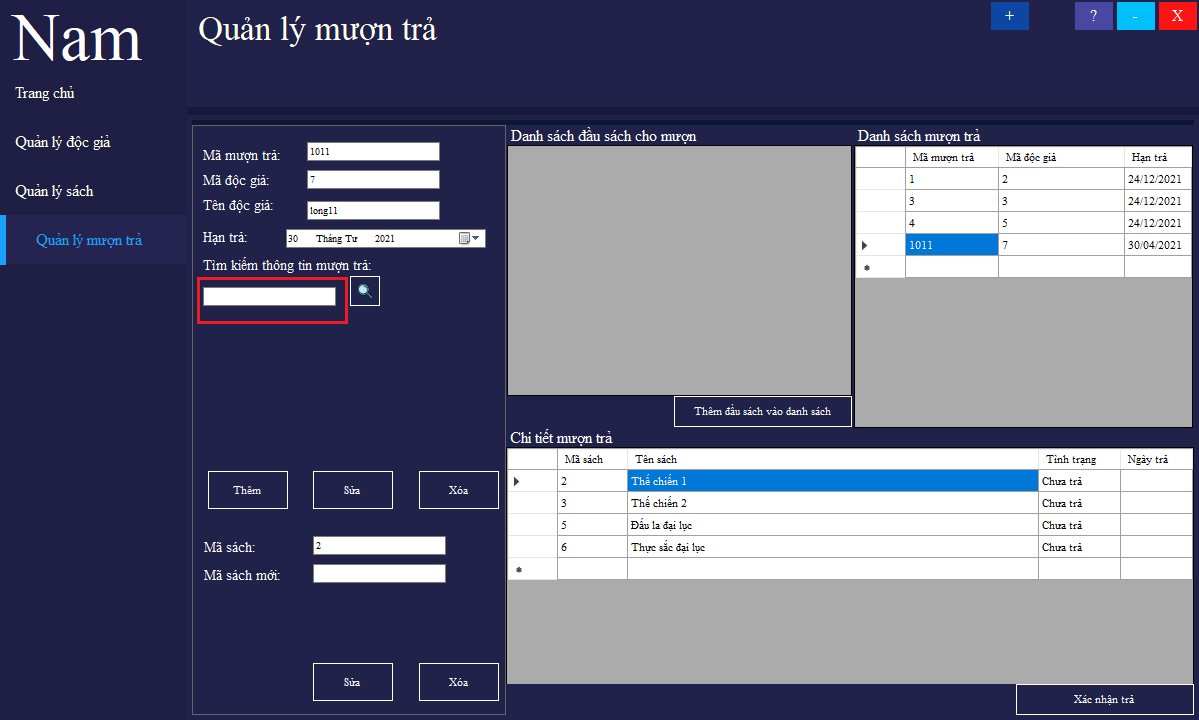 Nam
Quản lý mượn trả
+ ? - X
Trang chủ
Quản lý độc giả
Quản lý sách
Quản lý mượn trả
Mã mượn trả: 1011
Mã độc giả: 7
Tên độc giả: long11
Hạn trả: 30 Tháng Tư 2021
Tìm kiếm thông tin mượn trả:
Thêm Sửa Xóa
Mã sách: 2
Mã sách mới:
Sửa Xóa
Danh sách đầu sách cho mượn
Thêm đầu sách vào danh sách
Danh sách mượn trả
Mã mượn trả Mã độc giả Hạn trả
1 2 24/12/2021
3 3 24/12/2021
4 5 24/12/2021
1011 7 30/04/2021
Chi tiết mượn trả
Mã sách Tên sách Tình trạng Ngày trả
2 Thế chiến 1 Chưa trả
3 Thế chiến 2 Chưa trả
5 Đấu la đại lục Chưa trả
6 Thực sắc đại lục Chưa trả
Xác nhận trả